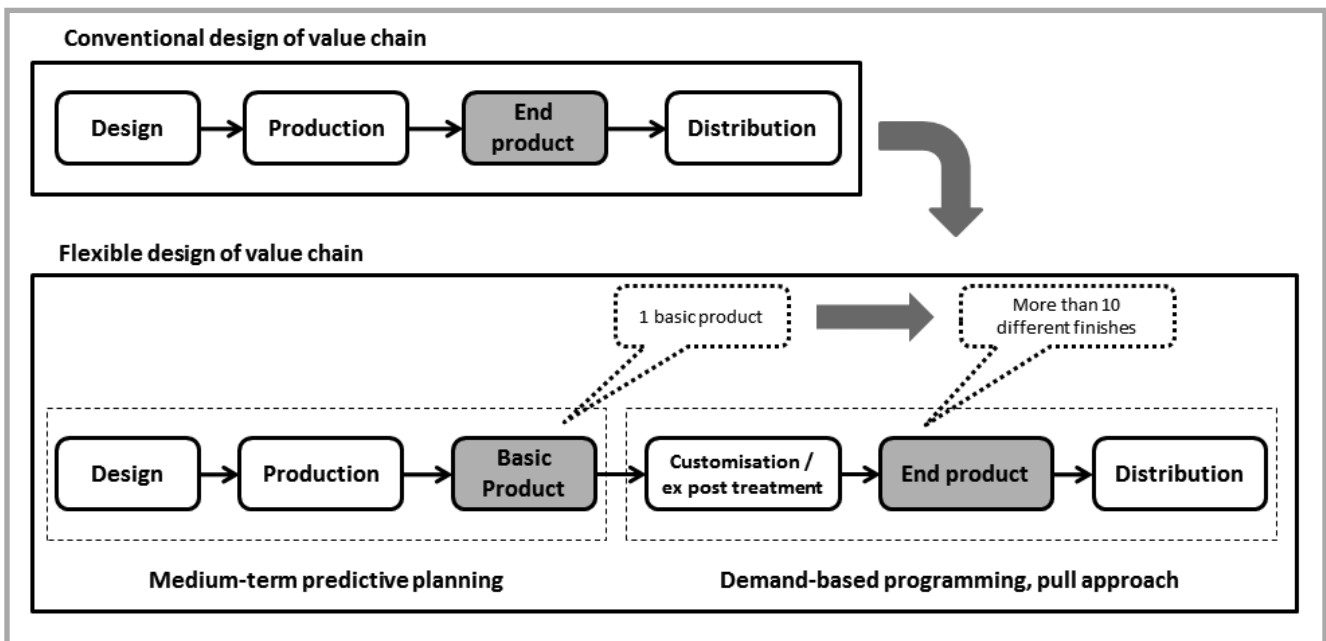 Conventional design of value chain
Design
Production
End
product
Distribution
Flexible design of value chain
1 basic product
More than 10
different finishes
Design
Production
Basic
Product
Customisation /
ex post treatment
End product
Distribution
Medium-term predictive planning
Demand-based programming, pull approach